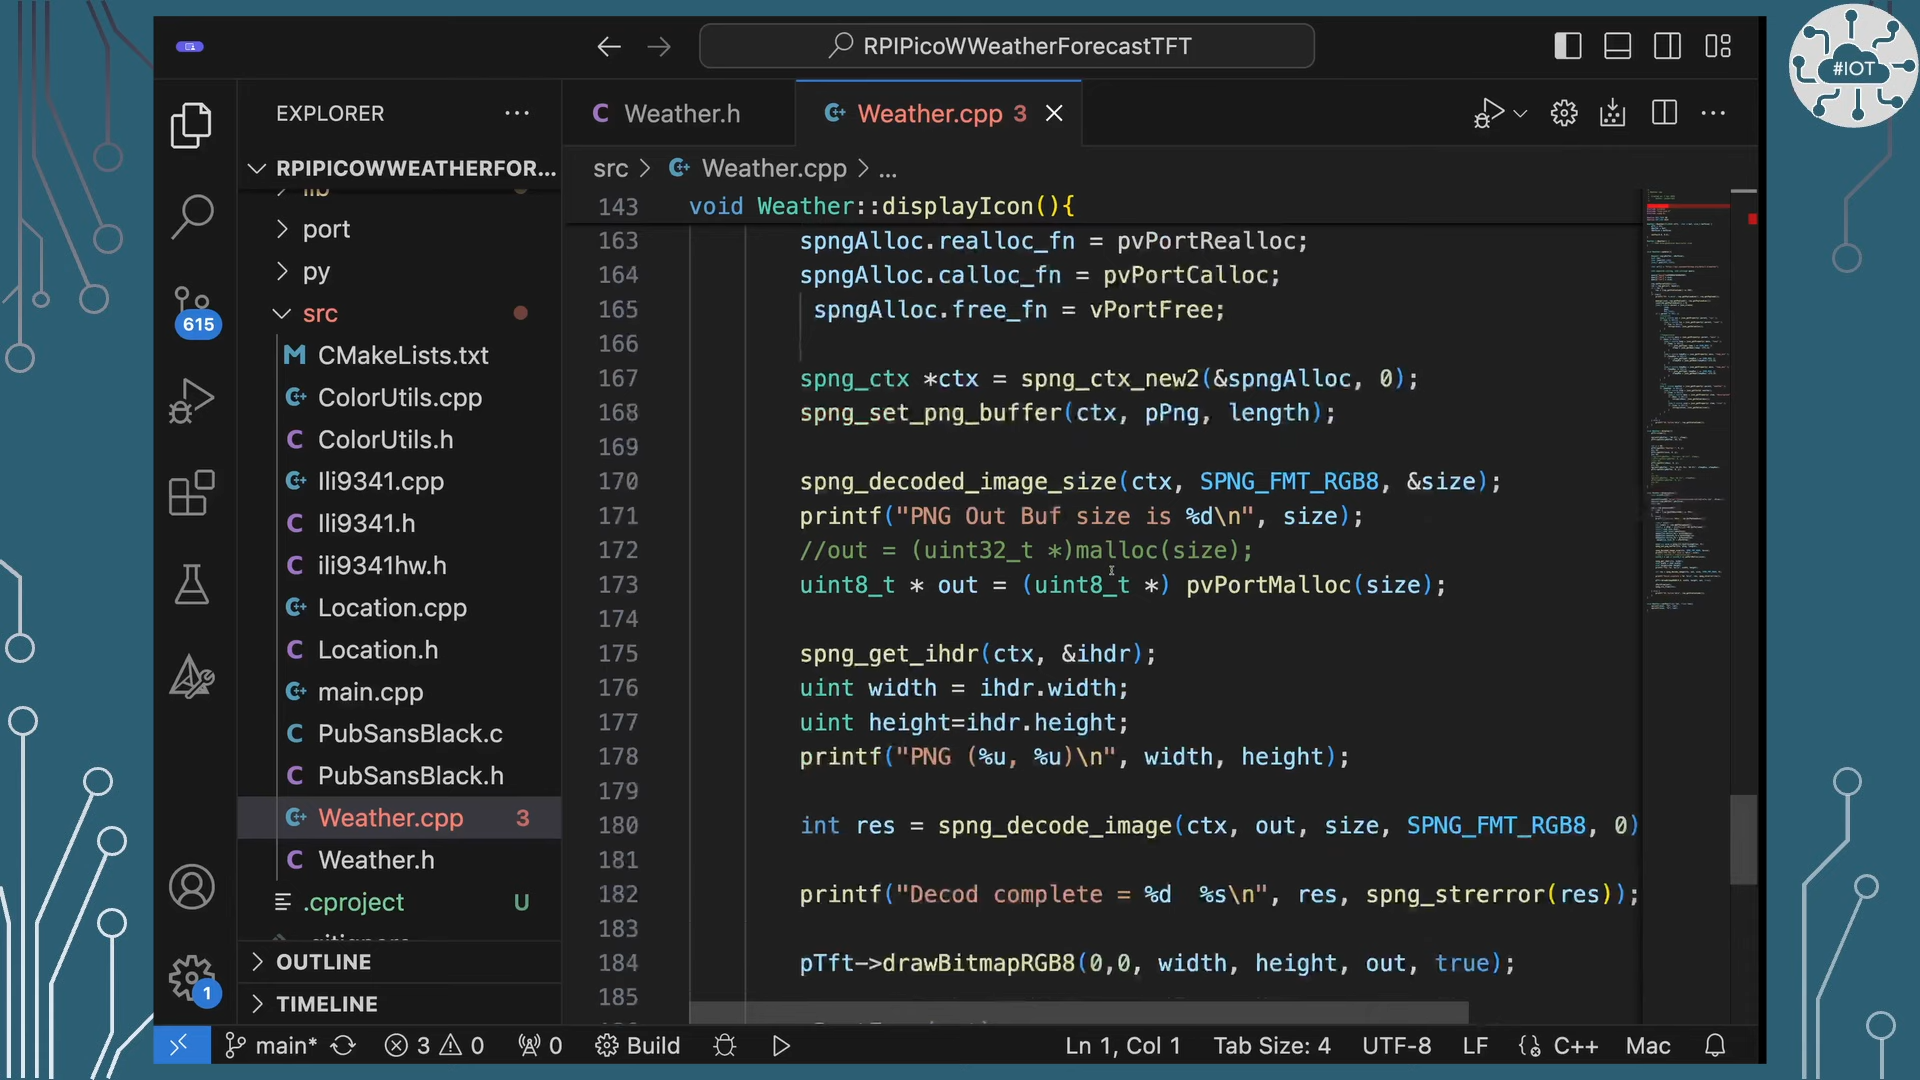 RPIPicoWWeatherForecastTFT
#IOT
EXPLORER ...
RPIPICOWWEATHERFOR...
lib
port
py
src
CMakeLists.txt
ColorUtils.cpp
ColorUtils.h
Ili9341.cpp
Ili9341.h
ili9341hw.h
Location.cpp
Location.h
main.cpp
PubSansBlack.c
PubSansBlack.h
Weather.cpp 3
Weather.h
.cproject U
.gitignore
OUTLINE
TIMELINE
615
1
C Weather.h
Weather.cpp 3
src > Weather.cpp > ...
143 void Weather::displayIcon(){
163 spngAlloc.realloc_fn = pvPortRealloc;
164 spngAlloc.calloc_fn = pvPortCalloc;
165 spngAlloc.free_fn = vPortFree;
166
167 spng_ctx *ctx = spng_ctx_new2(&spngAlloc, 0);
168 spng_set_png_buffer(ctx, pPng, length);
169
170 spng_decoded_image_size(ctx, SPNG_FMT_RGB8, &size);
171 printf("PNG Out Buf size is %d\n", size);
172 //out = (uint32_t *)malloc(size);
173 uint8_t * out = (uint8_t *) pvPortMalloc(size);
174
175 spng_get_ihdr(ctx, &ihdr);
176 uint width = ihdr.width;
177 uint height=ihdr.height;
178 printf("PNG (%u, %u)\n", width, height);
179
180 int res = spng_decode_image(ctx, out, size, SPNG_FMT_RGB8, 0)
181
182 printf("Decod complete = %d  %s\n", res, spng_strerror(res));
183
184 pTft->drawBitmapRGB8(0,0, width, height, out, true);
185
main* 3 0 0 Build Ln 1, Col 1 Tab Size: 4 UTF-8 LF C++ Mac